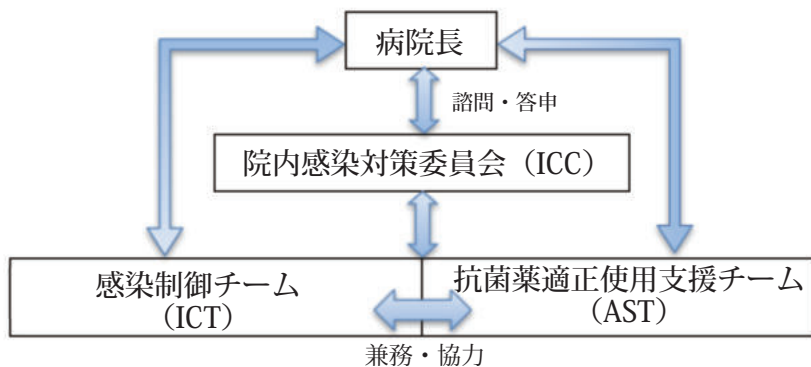 病院長
諮問・答申
院内感染対策委員会（ICC）
感染制御チーム
（ICT）
抗菌薬適正使用支援チーム
（AST）
兼務・協力